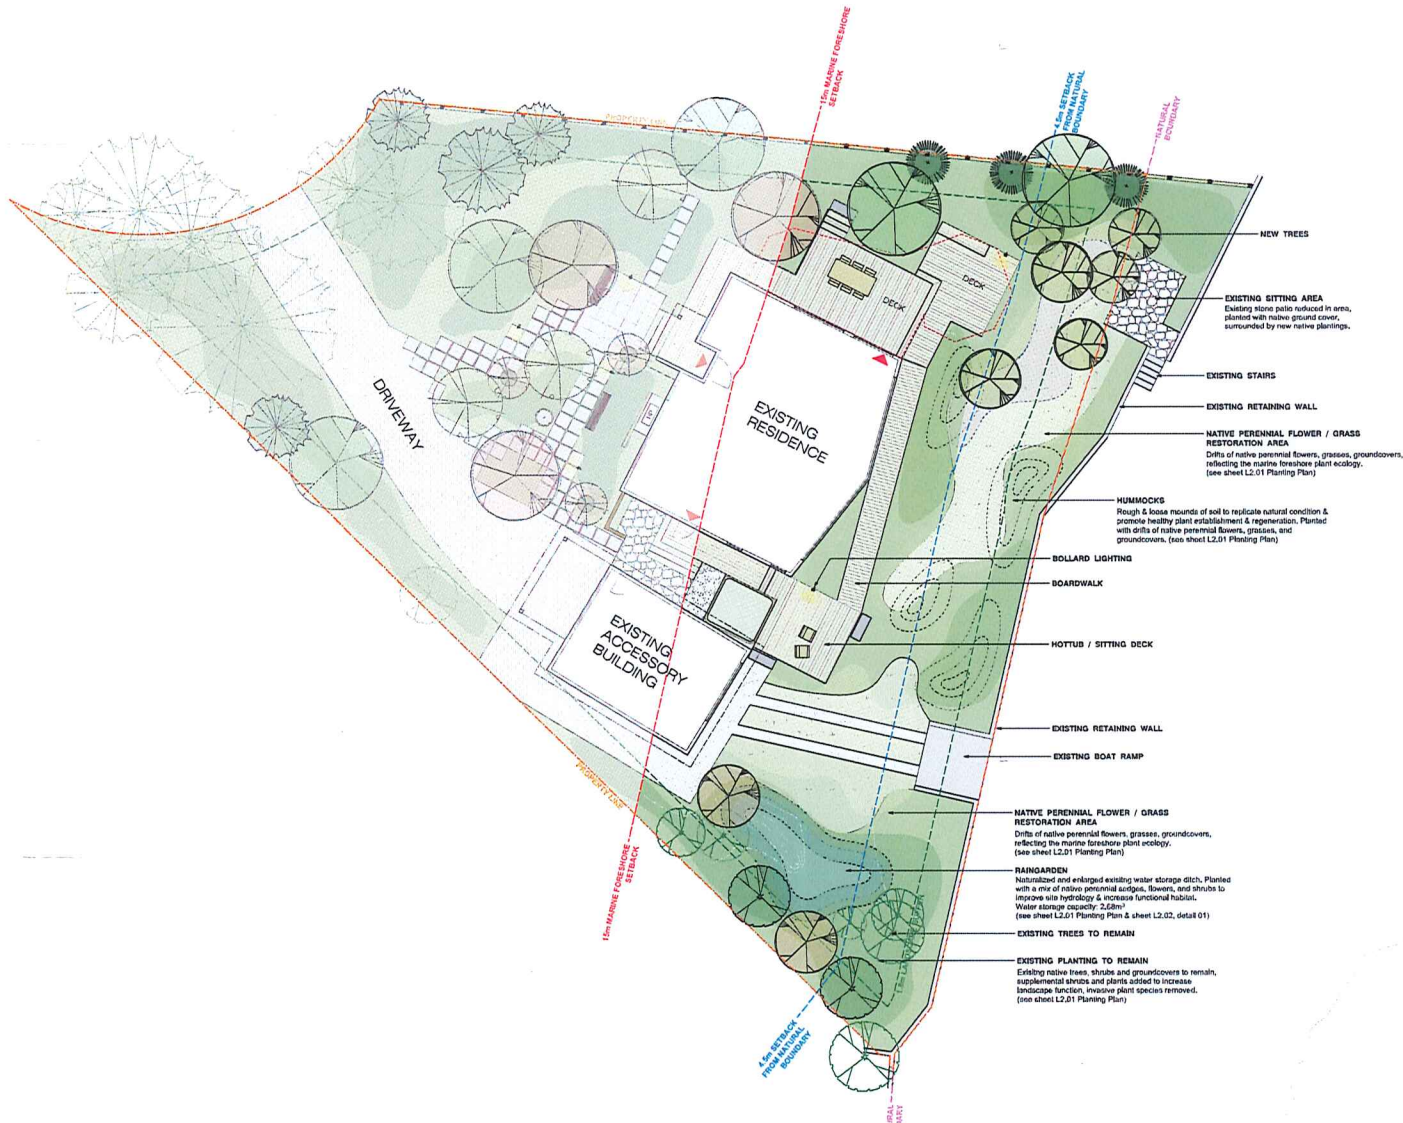 15m MARINE FORESHORE
SETBACK
4.5m SETBACK
FROM NATURAL
BOUNDARY
NATURAL
BOUNDARY
PROPERTY LINE
NEW TREES
EXISTING SITTING AREA
Existing stone patio reduced in area,
planted with native ground cover,
surrounded by new native plantings.
DECK
DECK
EXISTING STAIRS
EXISTING RETAINING WALL
DRIVEWAY
HP
EXISTING
RESIDENCE
NATIVE PERENNIAL FLOWER / GRASS
RESTORATION AREA
Drifts of native perennial flowers, grasses, groundcovers,
reflecting the marine foreshore plant ecology.
(see sheet L2.01 Planting Plan)
HUMMOCKS
Rough & loose mounds of soil to replicate natural condition &
promote healthy plant establishment & regeneration. Planted
with drifts of native perennial flowers, grasses, and
groundcovers. (see sheet L2.01 Planting Plan)
BOLLARD LIGHTING
BOARDWALK
EXISTING
ACCESSORY
BUILDING
HOTTUB / SITTING DECK
EXISTING RETAINING WALL
EXISTING BOAT RAMP
PROPERTY LINE
NATIVE PERENNIAL FLOWER / GRASS
RESTORATION AREA
Drifts of native perennial flowers, grasses, groundcovers,
reflecting the marine foreshore plant ecology.
(see sheet L2.01 Planting Plan)
RAINGARDEN
Naturalized and enlarged existing water storage ditch. Planted
with a mix of native perennial sedges, flowers, and shrubs to
improve site hydrology & increase functional habitat.
Water storage capacity: 2.68m³
(see sheet L2.01 Planting Plan & sheet L2.02, detail 01)
15m MARINE FORESHORE
SETBACK
EXISTING TREES TO REMAIN
EXISTING PLANTING TO REMAIN
Existing native trees, shrubs and groundcovers to remain,
supplemental shrubs and plants added to increase
landscape function, invasive plant species removed.
(see sheet L2.01 Planting Plan)
4.5m SETBACK
FROM NATURAL
BOUNDARY